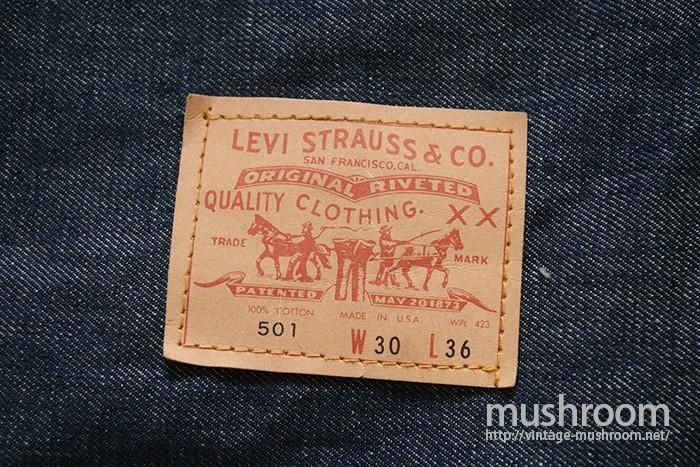 LEVI STRAUSS & CO.
SAN FRANCISCO, CAL.
ORIGINAL RIVETED
QUALITY CLOTHING. XX
TRADE MARK
PATENTED MAY 20 1873
100% COTTON MADE IN U.S.A. WPL 423
501 W 30 L 36
mushroom
http://vintage-mushroom.net/